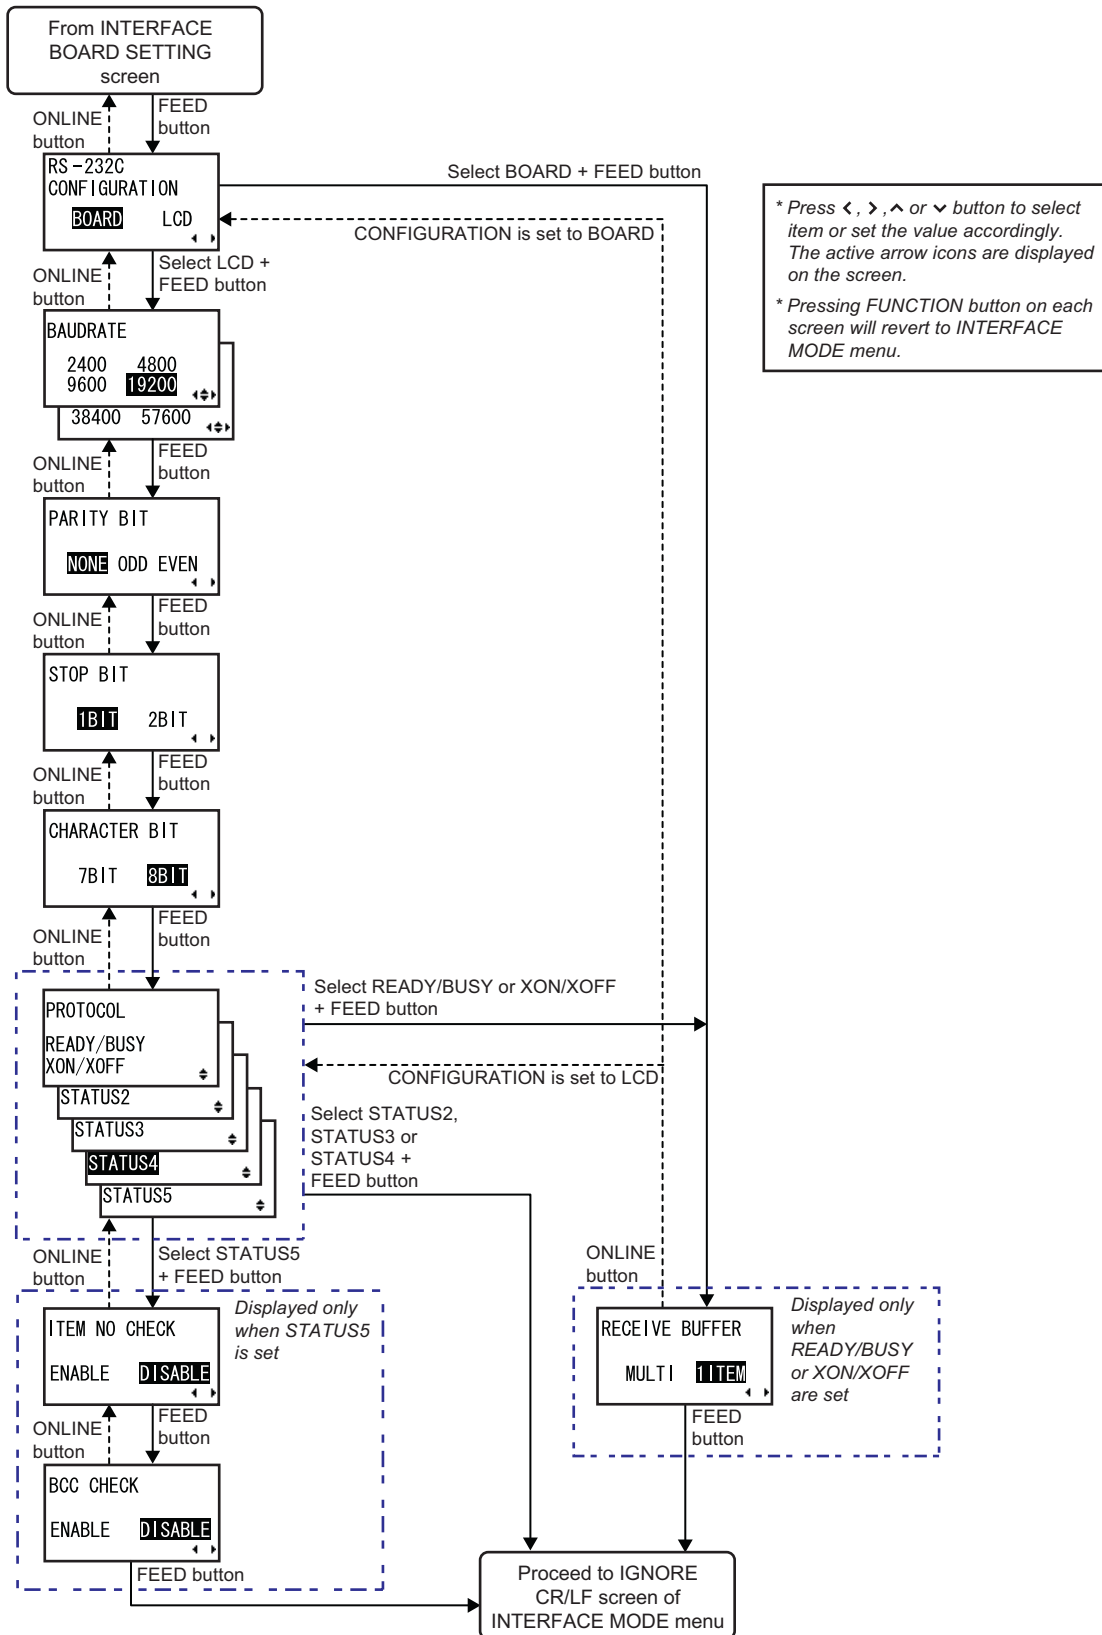 From INTERFACE
BOARD SETTING
screen
ONLINE
button
FEED
button
RS-232C
CONFIGURATION
BOARD LCD
Select BOARD + FEED button
CONFIGURATION is set to BOARD
* Press <, >, ^ or v button to select
item or set the value accordingly.
The active arrow icons are displayed
on the screen.
* Pressing FUNCTION button on each
screen will revert to INTERFACE
MODE menu.
ONLINE
button
Select LCD +
FEED button
BAUDRATE
2400 4800
9600 19200
38400 57600
ONLINE
button
FEED
button
PARITY BIT
NONE ODD EVEN
ONLINE
button
FEED
button
STOP BIT
1BIT 2BIT
ONLINE
button
FEED
button
CHARACTER BIT
7BIT 8BIT
ONLINE
button
FEED
button
PROTOCOL
READY/BUSY
XON/XOFF
STATUS2
STATUS3
STATUS4
STATUS5
Select READY/BUSY or XON/XOFF
+ FEED button
CONFIGURATION is set to LCD
Select STATUS2,
STATUS3 or
STATUS4 +
FEED button
ONLINE
button
Select STATUS5
+ FEED button
ITEM NO CHECK
ENABLE DISABLE
Displayed only
when STATUS5
is set
ONLINE
button
FEED
button
BCC CHECK
ENABLE DISABLE
FEED button
ONLINE
button
RECEIVE BUFFER
MULTI 1ITEM
Displayed only
when
READY/BUSY
or XON/XOFF
are set
FEED
button
Proceed to IGNORE
CR/LF screen of
INTERFACE MODE menu